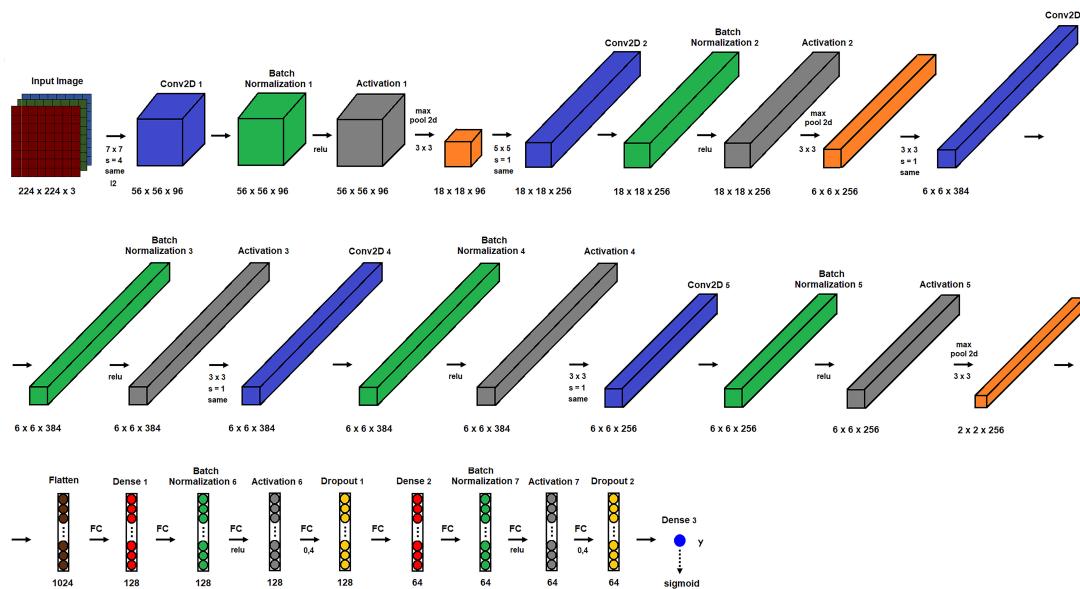 Input Image
7 x 7
s = 4
same
l2
224 x 224 x 3
Conv2D 1
56 x 56 x 96
Batch
Normalization 1
56 x 56 x 96
relu
Activation 1
56 x 56 x 96
max
pool 2d
3 x 3
18 x 18 x 96
5 x 5
s = 1
same
Conv2D 2
18 x 18 x 256
Batch
Normalization 2
18 x 18 x 256
relu
Activation 2
18 x 18 x 256
max
pool 2d
3 x 3
6 x 6 x 256
3 x 3
s = 1
same
Conv2D
6 x 6 x 384
Batch
Normalization 3
6 x 6 x 384
relu
Activation 3
6 x 6 x 384
3 x 3
s = 1
same
Conv2D 4
6 x 6 x 384
Batch
Normalization 4
6 x 6 x 384
relu
Activation 4
6 x 6 x 384
3 x 3
s = 1
same
Conv2D 5
6 x 6 x 256
Batch
Normalization 5
6 x 6 x 256
relu
Activation 5
6 x 6 x 256
max
pool 2d
3 x 3
2 x 2 x 256
Flatten
1024
FC
Dense 1
128
FC
Batch
Normalization 6
128
FC
relu
Activation 6
128
FC
0,4
Dropout 1
128
FC
Dense 2
64
FC
Batch
Normalization 7
64
FC
relu
Activation 7
64
FC
0,4
Dropout 2
64
Dense 3
y
sigmoid